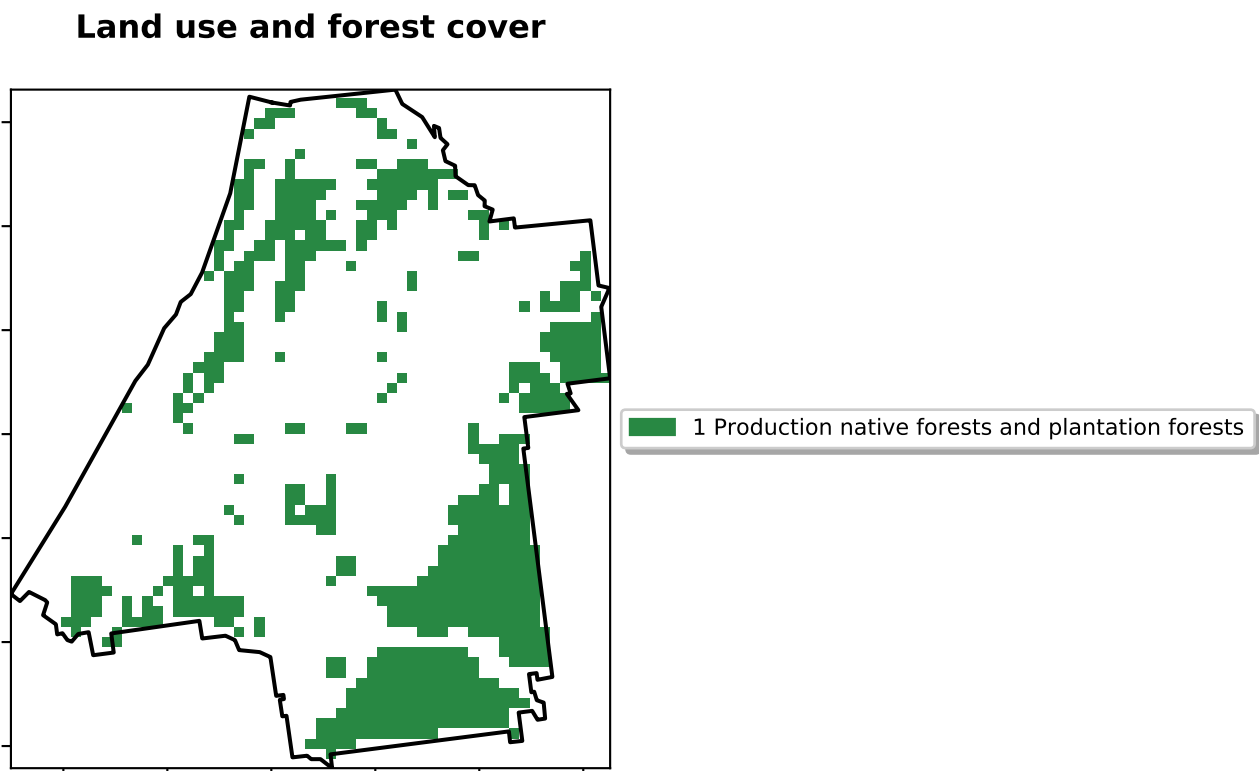 Land use and forest cover
1 Production native forests and plantation forests